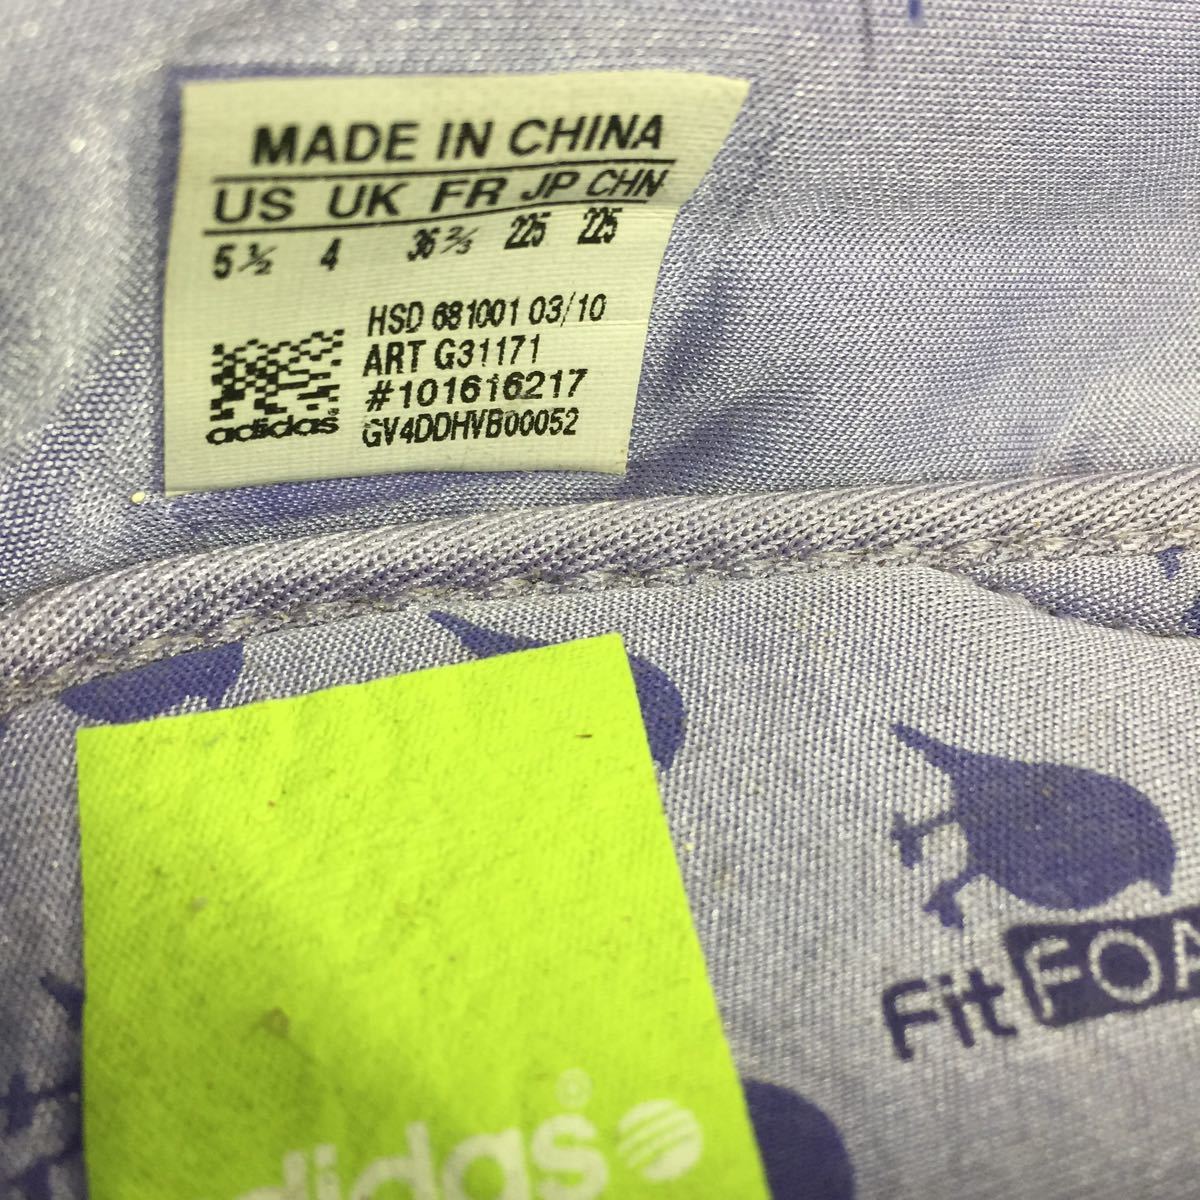 MADE IN CHINA
US UK FR JP CHN
5½ 4 36⅔ 225 225
HSD 681001 03/10
ART G31171
#101616217
GV4DDHVB00052
adidas
Fit FOA
adidas®